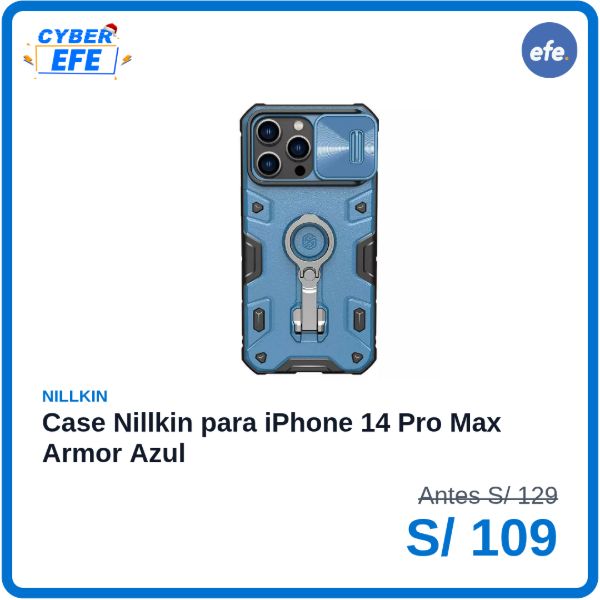 CYBER
EFE
efe.
NILLKIN
Case Nillkin para iPhone 14 Pro Max
Armor Azul
Antes S/ 129
S/ 109